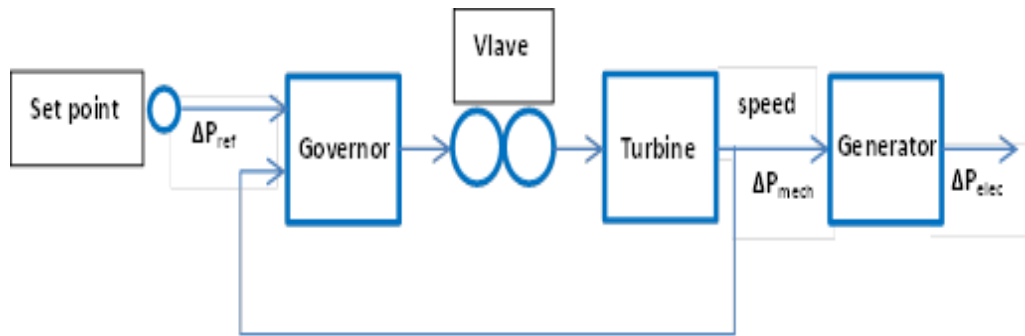 Set point
ΔPref
Governor
Vlave
Turbine
speed
ΔPmech
Generator
ΔPelec